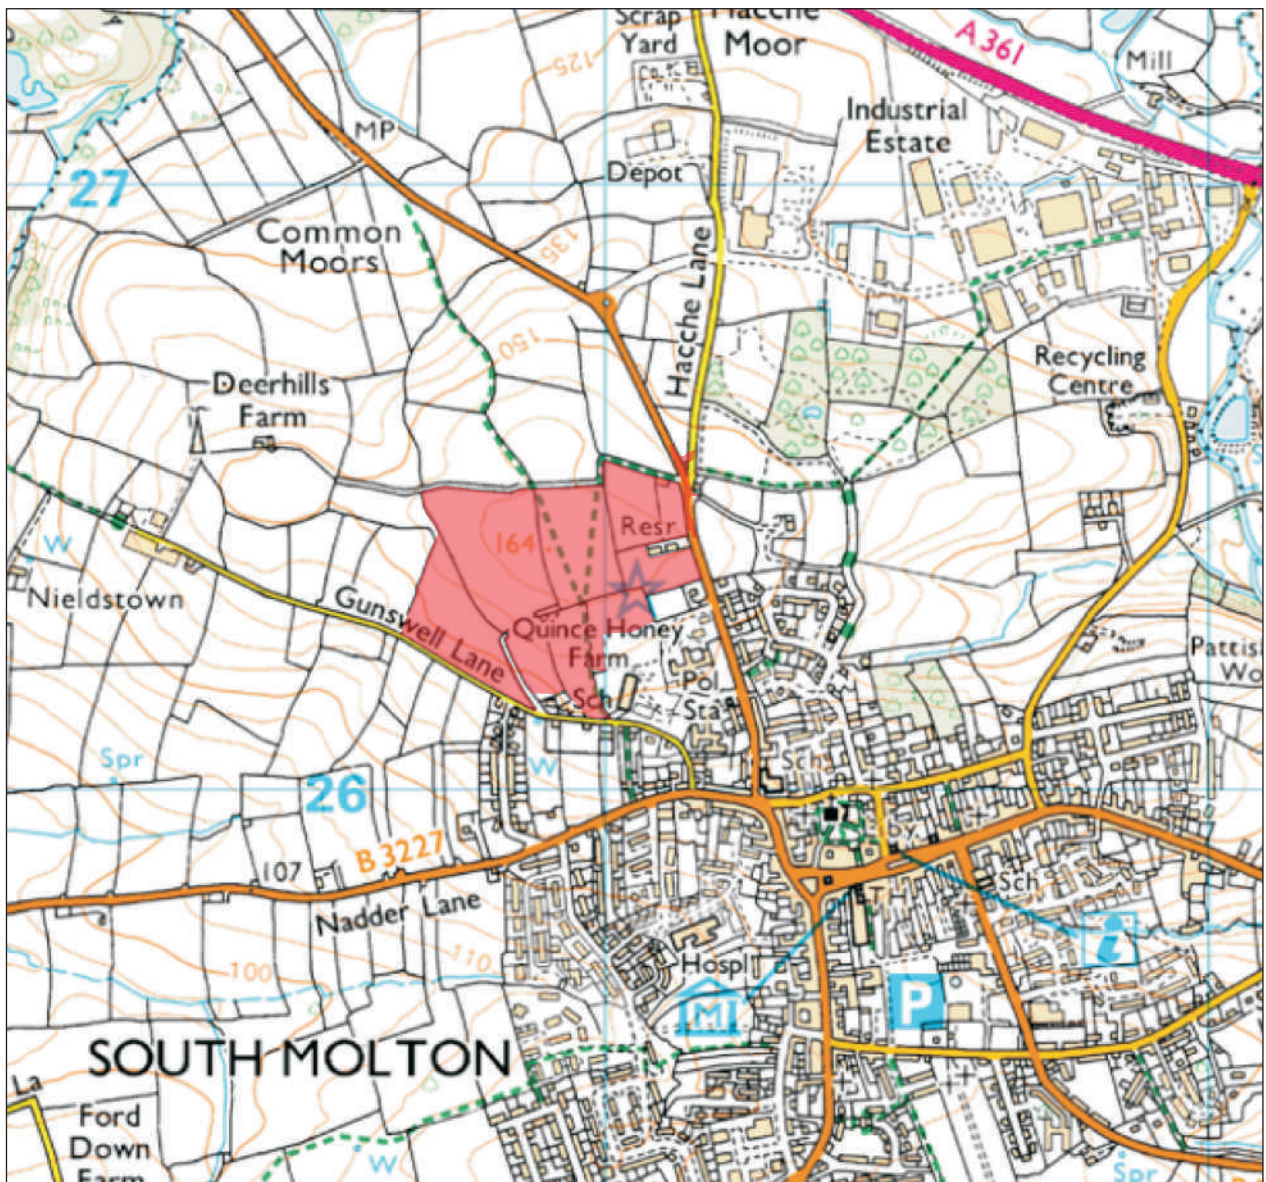 Scrap
Yard
Hacche
Moor
A 361
Mill
125
Industrial
Estate
MP
Depot
27
Common
Moors
135
Hacche Lane
150
Recycling
Centre
Deerhills
Farm
Resr
164
W
Nieldstown
Gunswell Lane
Quince Honey
Farm
Pol
Sta
Sch
Sch
W
Spr
26
B 3227
107
Nadder Lane
Sch
T
i
100
110
Hospl
M
P
SOUTH MOLTON
La
Ford
Down
Farm
W
Spr